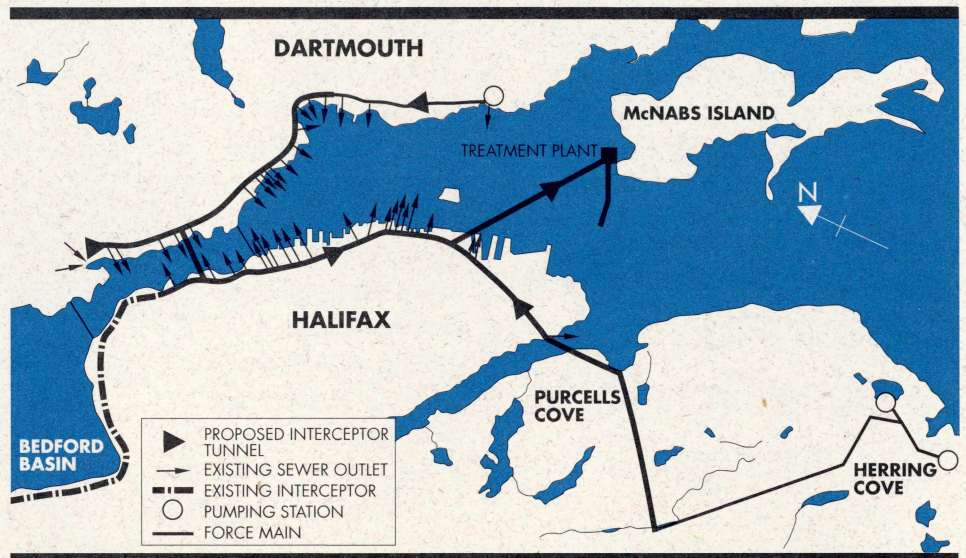 DARTMOUTH
McNABS ISLAND
TREATMENT PLANT
N
HALIFAX
PURCELLS
COVE
BEDFORD
BASIN
HERRING
COVE
PROPOSED INTERCEPTOR
TUNNEL
EXISTING SEWER OUTLET
EXISTING INTERCEPTOR
PUMPING STATION
FORCE MAIN